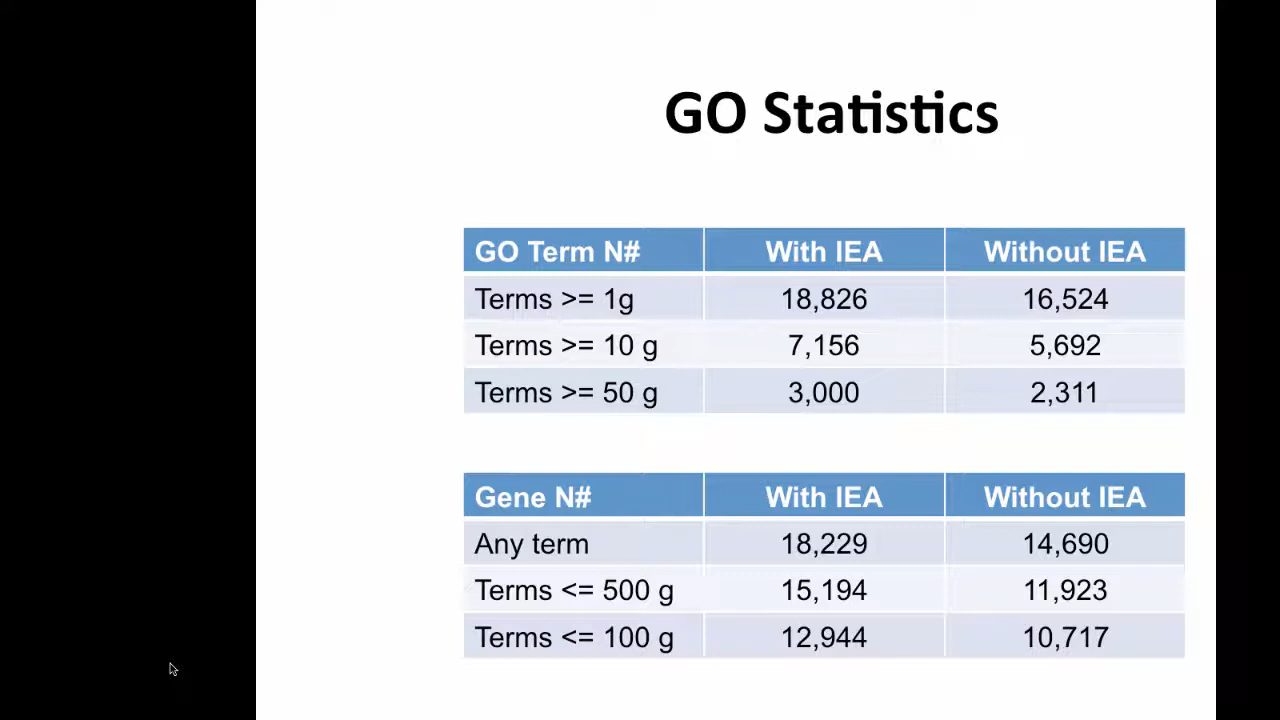 GO Statistics
GO Term N# With IEA Without IEA
Terms >= 1g 18,826 16,524
Terms >= 10 g 7,156 5,692
Terms >= 50 g 3,000 2,311
Gene N# With IEA Without IEA
Any term 18,229 14,690
Terms <= 500 g 15,194 11,923
Terms <= 100 g 12,944 10,717